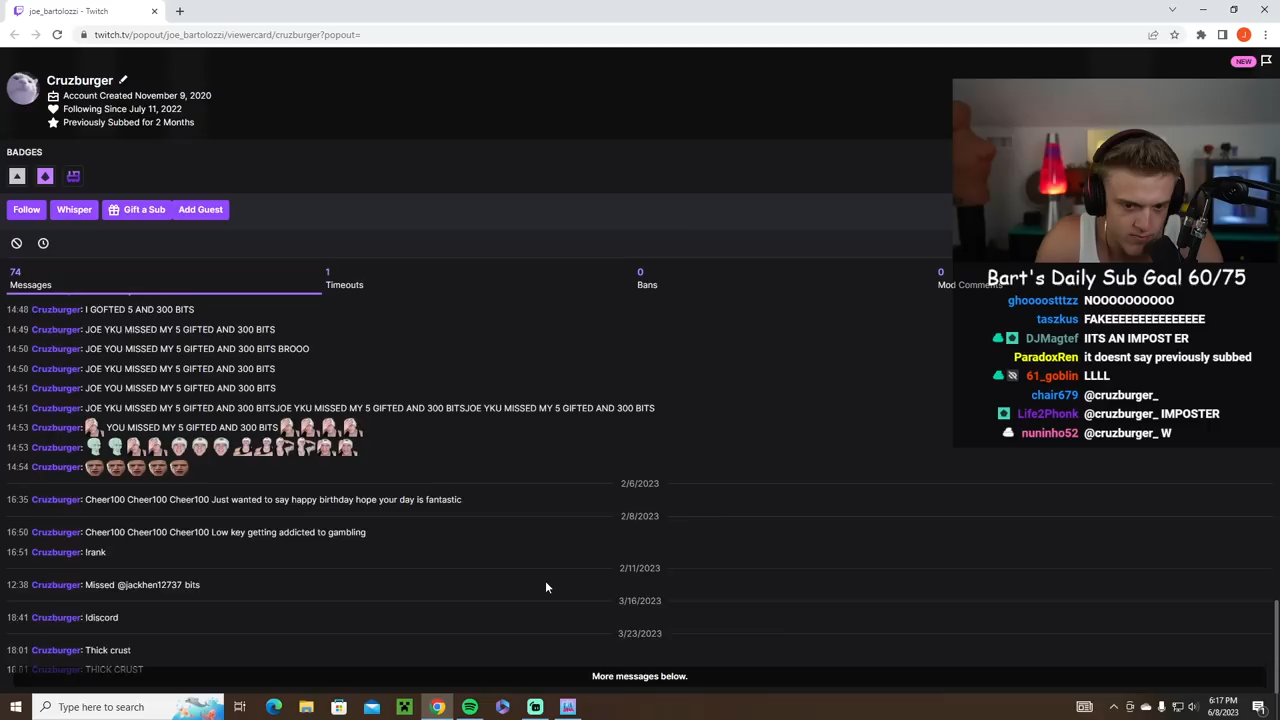 joe_bartolozzi - Twitch
twitch.tv/popout/joe_bartolozzi/viewercard/cruzburger?popout=
NEW
Cruzburger
Account Created November 9, 2020
Following Since July 11, 2022
Previously Subbed for 2 Months
BADGES
Follow Whisper Gift a Sub Add Guest
74 1 0 0
Messages Timeouts Bans Mod Comments
14:48 Cruzburger: I GOFTED 5 AND 300 BITS
14:49 Cruzburger: JOE YKU MISSED MY 5 GIFTED AND 300 BITS
14:50 Cruzburger: JOE YOU MISSED MY 5 GIFTED AND 300 BITS BROOO
14:50 Cruzburger: JOE YKU MISSED MY 5 GIFTED AND 300 BITS
14:51 Cruzburger: JOE YOU MISSED MY 5 GIFTED AND 300 BITS
14:51 Cruzburger: JOE YKU MISSED MY 5 GIFTED AND 300 BITSJOE YKU MISSED MY 5 GIFTED AND 300 BITSJOE YKU MISSED MY 5 GIFTED AND 300 BITS
14:53 Cruzburger: YOU MISSED MY 5 GIFTED AND 300 BITS
14:53 Cruzburger:
14:54 Cruzburger:
2/6/2023
16:35 Cruzburger: Cheer100 Cheer100 Cheer100 Just wanted to say happy birthday hope your day is fantastic
2/8/2023
16:50 Cruzburger: Cheer100 Cheer100 Cheer100 Low key getting addicted to gambling
16:51 Cruzburger: !rank
2/11/2023
12:38 Cruzburger: Missed @jackhen12737 bits
3/16/2023
18:41 Cruzburger: !discord
3/23/2023
18:01 Cruzburger: Thick crust
18:01 Cruzburger: THICK CRUST
More messages below.
Bart's Daily Sub Goal 60/75
ghoooostttzz NOOOOOOOOOO
taszkus FAKEEEEEEEEEEEEEEE
DJMagtef IITS AN IMPOST ER
ParadoxRen it doesnt say previously subbed
61_goblin LLLL
chair679 @cruzburger_
Life2Phonk @cruzburger_ IMPOSTER
nuninho52 @cruzburger_ W
Type here to search
6:17 PM
6/8/2023